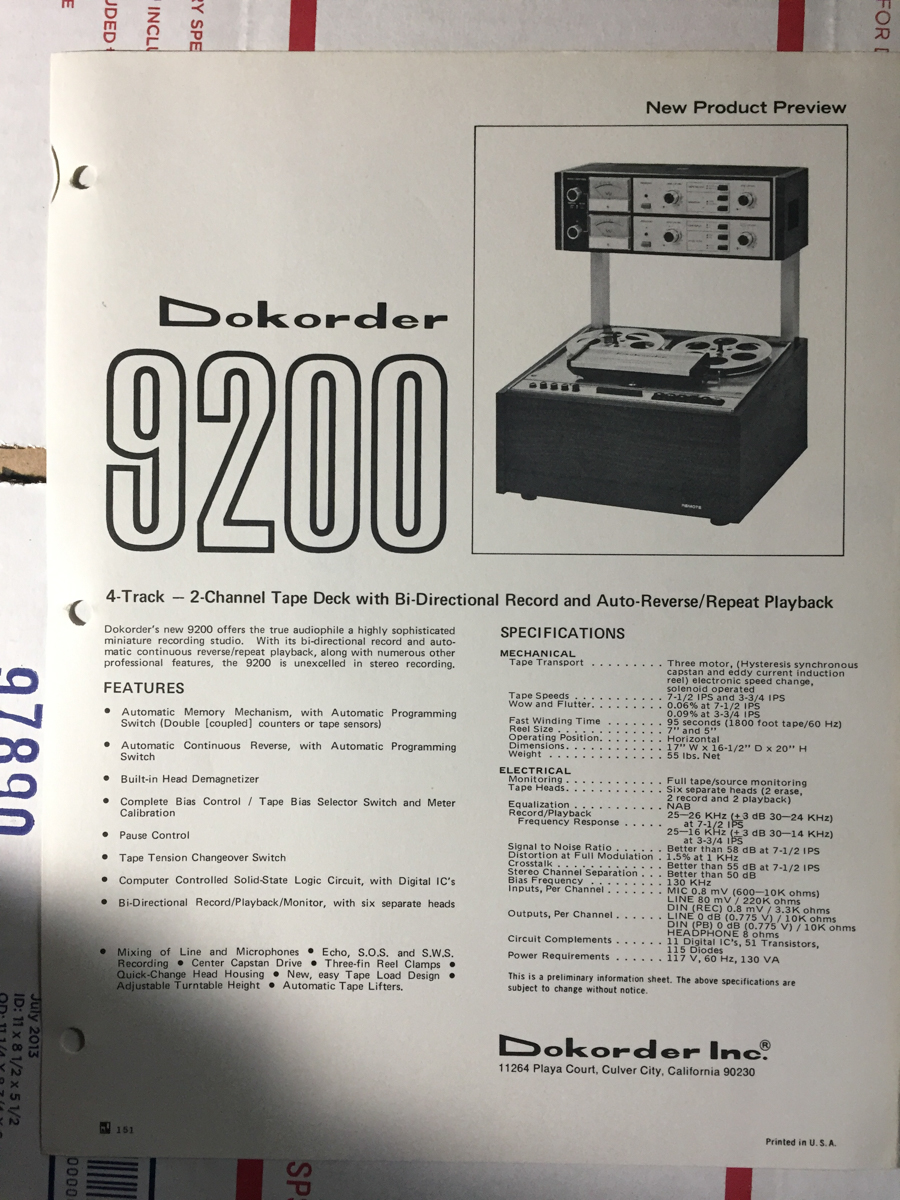 New Product Preview
Dokorder
9200
REMOTE
4-Track — 2-Channel Tape Deck with Bi-Directional Record and Auto-Reverse/Repeat Playback
Dokorder's new 9200 offers the true audiophile a highly sophisticated
miniature recording studio. With its bi-directional record and auto-
matic continuous reverse/repeat playback, along with numerous other
professional features, the 9200 is unexcelled in stereo recording.
FEATURES
● Automatic Memory Mechanism, with Automatic Programming
Switch (Double [coupled] counters or tape sensors)
● Automatic Continuous Reverse, with Automatic Programming
Switch
● Built-in Head Demagnetizer
● Complete Bias Control / Tape Bias Selector Switch and Meter
Calibration
● Pause Control
● Tape Tension Changeover Switch
● Computer Controlled Solid-State Logic Circuit, with Digital IC's
● Bi-Directional Record/Playback/Monitor, with six separate heads
● Mixing of Line and Microphones ● Echo, S.O.S. and S.W.S.
Recording ● Center Capstan Drive ● Three-fin Reel Clamps ●
Quick-Change Head Housing ● New, easy Tape Load Design ●
Adjustable Turntable Height ● Automatic Tape Lifters.
SPECIFICATIONS
MECHANICAL
Tape Transport . . . . . . . . . Three motor, (Hysteresis synchronous
capstan and eddy current induction
reel) electronic speed change,
solenoid operated
Tape Speeds . . . . . . . . . . . 7-1/2 IPS and 3-3/4 IPS
Wow and Flutter. . . . . . . . . 0.06% at 7-1/2 IPS
0.09% at 3-3/4 IPS
Fast Winding Time . . . . . . . 95 seconds (1800 foot tape/60 Hz)
Reel Size . . . . . . . . . . . . . 7" and 5"
Operating Position. . . . . . . . Horizontal
Dimensions. . . . . . . . . . . . 17" W x 16-1/2" D x 20" H
Weight . . . . . . . . . . . . . . 55 lbs. Net
ELECTRICAL
Monitoring . . . . . . . . . . . . Full tape/source monitoring
Tape Heads. . . . . . . . . . . . Six separate heads (2 erase,
2 record and 2 playback)
Equalization . . . . . . . . . . . NAB
Record/Playback 25—26 KHz (±3 dB 30—24 KHz)
Frequency Response . . . . . at 7-1/2 IPS
25—16 KHz (±3 dB 30—14 KHz)
at 3-3/4 IPS
Signal to Noise Ratio . . . . . . Better than 58 dB at 7-1/2 IPS
Distortion at Full Modulation . 1.5% at 1 KHz
Crosstalk . . . . . . . . . . . . . Better than 55 dB at 7-1/2 IPS
Stereo Channel Separation . . . Better than 50 dB
Bias Frequency . . . . . . . . . 130 KHz
Inputs, Per Channel . . . . . . . MIC 0.8 mV (600—10K ohms)
LINE 80 mV / 220K ohms
DIN (REC) 0.8 mV / 3.3K ohms
Outputs, Per Channel . . . . . . LINE 0 dB (0.775 V) / 10K ohms
DIN (PB) 0 dB (0.775 V) / 10K ohms
HEADPHONE 8 ohms
Circuit Complements . . . . . . 11 Digital IC's, 51 Transistors,
115 Diodes
Power Requirements . . . . . . 117 V, 60 Hz, 130 VA
This is a preliminary information sheet. The above specifications are
subject to change without notice.
Dokorder Inc.®
11264 Playa Court, Culver City, California 90230
151
Printed in U.S.A.
97890
July 2013
ID: 11 x 8 1/2 x 5 1/2